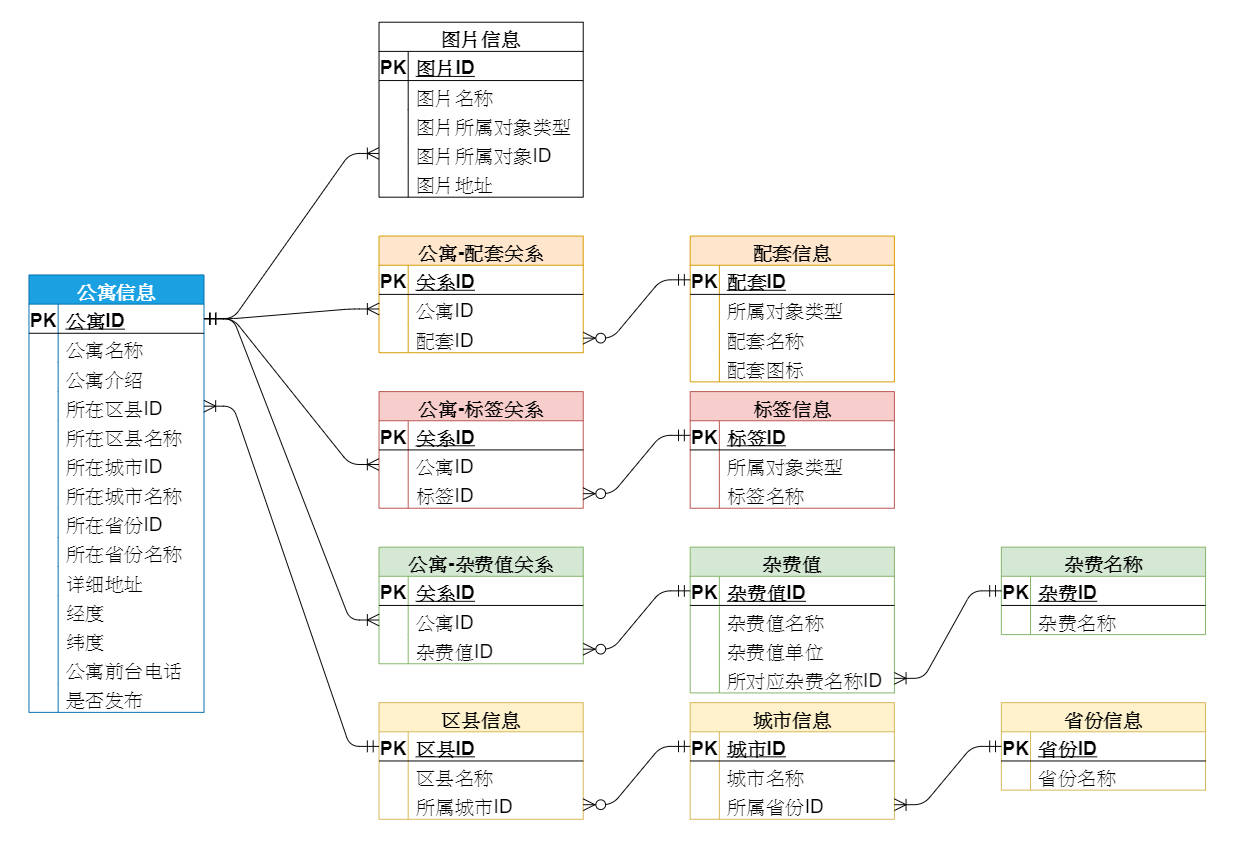 图片信息
PK 图片ID
图片名称
图片所属对象类型
图片所属对象ID
图片地址
公寓信息
PK 公寓ID
公寓名称
公寓介绍
所在区县ID
所在区县名称
所在城市ID
所在城市名称
所在省份ID
所在省份名称
详细地址
经度
纬度
公寓前台电话
是否发布
公寓-配套关系
PK 关系ID
公寓ID
配套ID
配套信息
PK 配套ID
所属对象类型
配套名称
配套图标
公寓-标签关系
PK 关系ID
公寓ID
标签ID
标签信息
PK 标签ID
所属对象类型
标签名称
公寓-杂费值关系
PK 关系ID
公寓ID
杂费值ID
杂费值
PK 杂费值ID
杂费值名称
杂费值单位
所对应杂费名称ID
杂费名称
PK 杂费ID
杂费名称
区县信息
PK 区县ID
区县名称
所属城市ID
城市信息
PK 城市ID
城市名称
所属省份ID
省份信息
PK 省份ID
省份名称